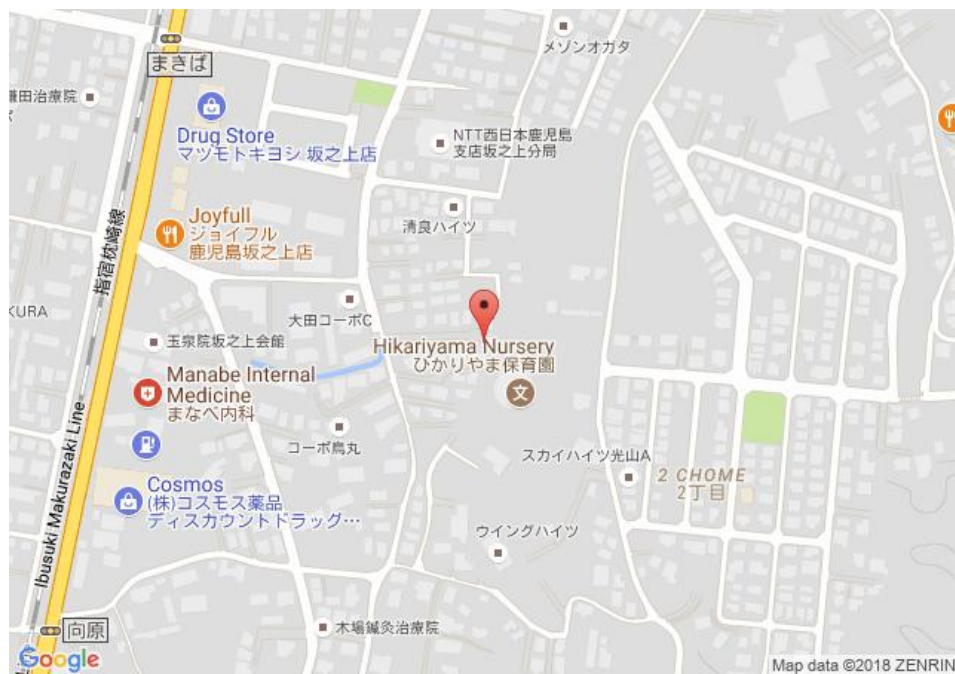 メゾンオガタ
まきば
鎌田治療院
Drug Store
マツモトキヨシ 坂之上店
NTT西日本鹿児島
支店坂之上分局
Joyfull
ジョイフル
鹿児島坂之上店
清良ハイツ
指宿枕崎線
KURA
大田コーポC
玉泉院坂之上会館
Hikariyama Nursery
ひかりやま保育園
文
Manabe Internal
Medicine
まなべ内科
コーポ鳥丸
スカイハイツ光山A
2 CHOME
2丁目
Cosmos
(株)コスモス薬品
ディスカウントドラッグ…
ウイングハイツ
Ibusuki Makurazaki Line
向原
木場鍼灸治療院
Google
Map data ©2018 ZENRIN